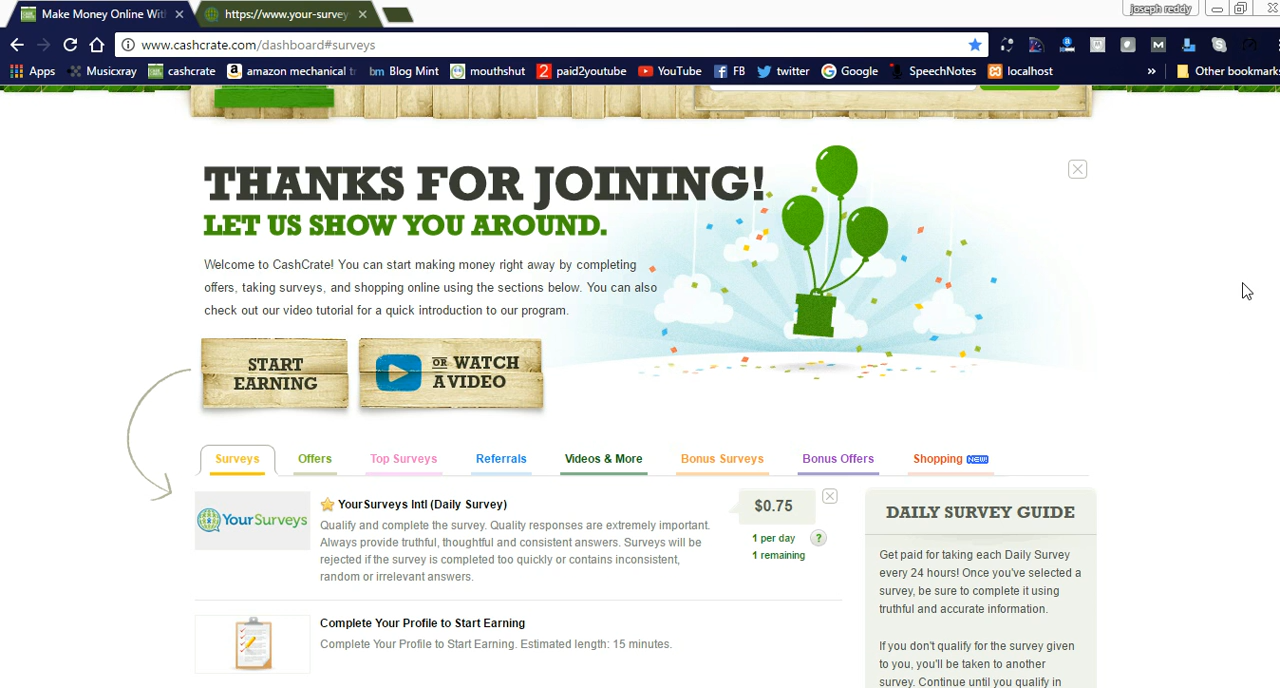 Make Money Online With
https://www.your-survey
joseph reddy
www.cashcrate.com/dashboard#surveys
Apps
Musicxray
cashcrate
amazon mechanical
bm Blog Mint
mouthshut
paid2youtube
YouTube
FB
twitter
Google
SpeechNotes
localhost
»
Other bookmarks
THANKS FOR JOINING!
LET US SHOW YOU AROUND.
Welcome to CashCrate! You can start making money right away by completing
offers, taking surveys, and shopping online using the sections below. You can also
check out our video tutorial for a quick introduction to our program.
START
EARNING
OR WATCH
A VIDEO
Surveys
Offers
Top Surveys
Referrals
Videos & More
Bonus Surveys
Bonus Offers
Shopping NEW!
YourSurveys
YourSurveys Intl (Daily Survey)
Qualify and complete the survey. Quality responses are extremely important.
Always provide truthful, thoughtful and consistent answers. Surveys will be
rejected if the survey is completed too quickly or contains inconsistent,
random or irrelevant answers.
$0.75
1 per day
?
1 remaining
Complete Your Profile to Start Earning
Complete Your Profile to Start Earning. Estimated length: 15 minutes.
DAILY SURVEY GUIDE
Get paid for taking each Daily Survey
every 24 hours! Once you've selected a
survey, be sure to complete it using
truthful and accurate information.
If you don't qualify for the survey given
to you, you'll be taken to another
survey. Continue until you qualify in